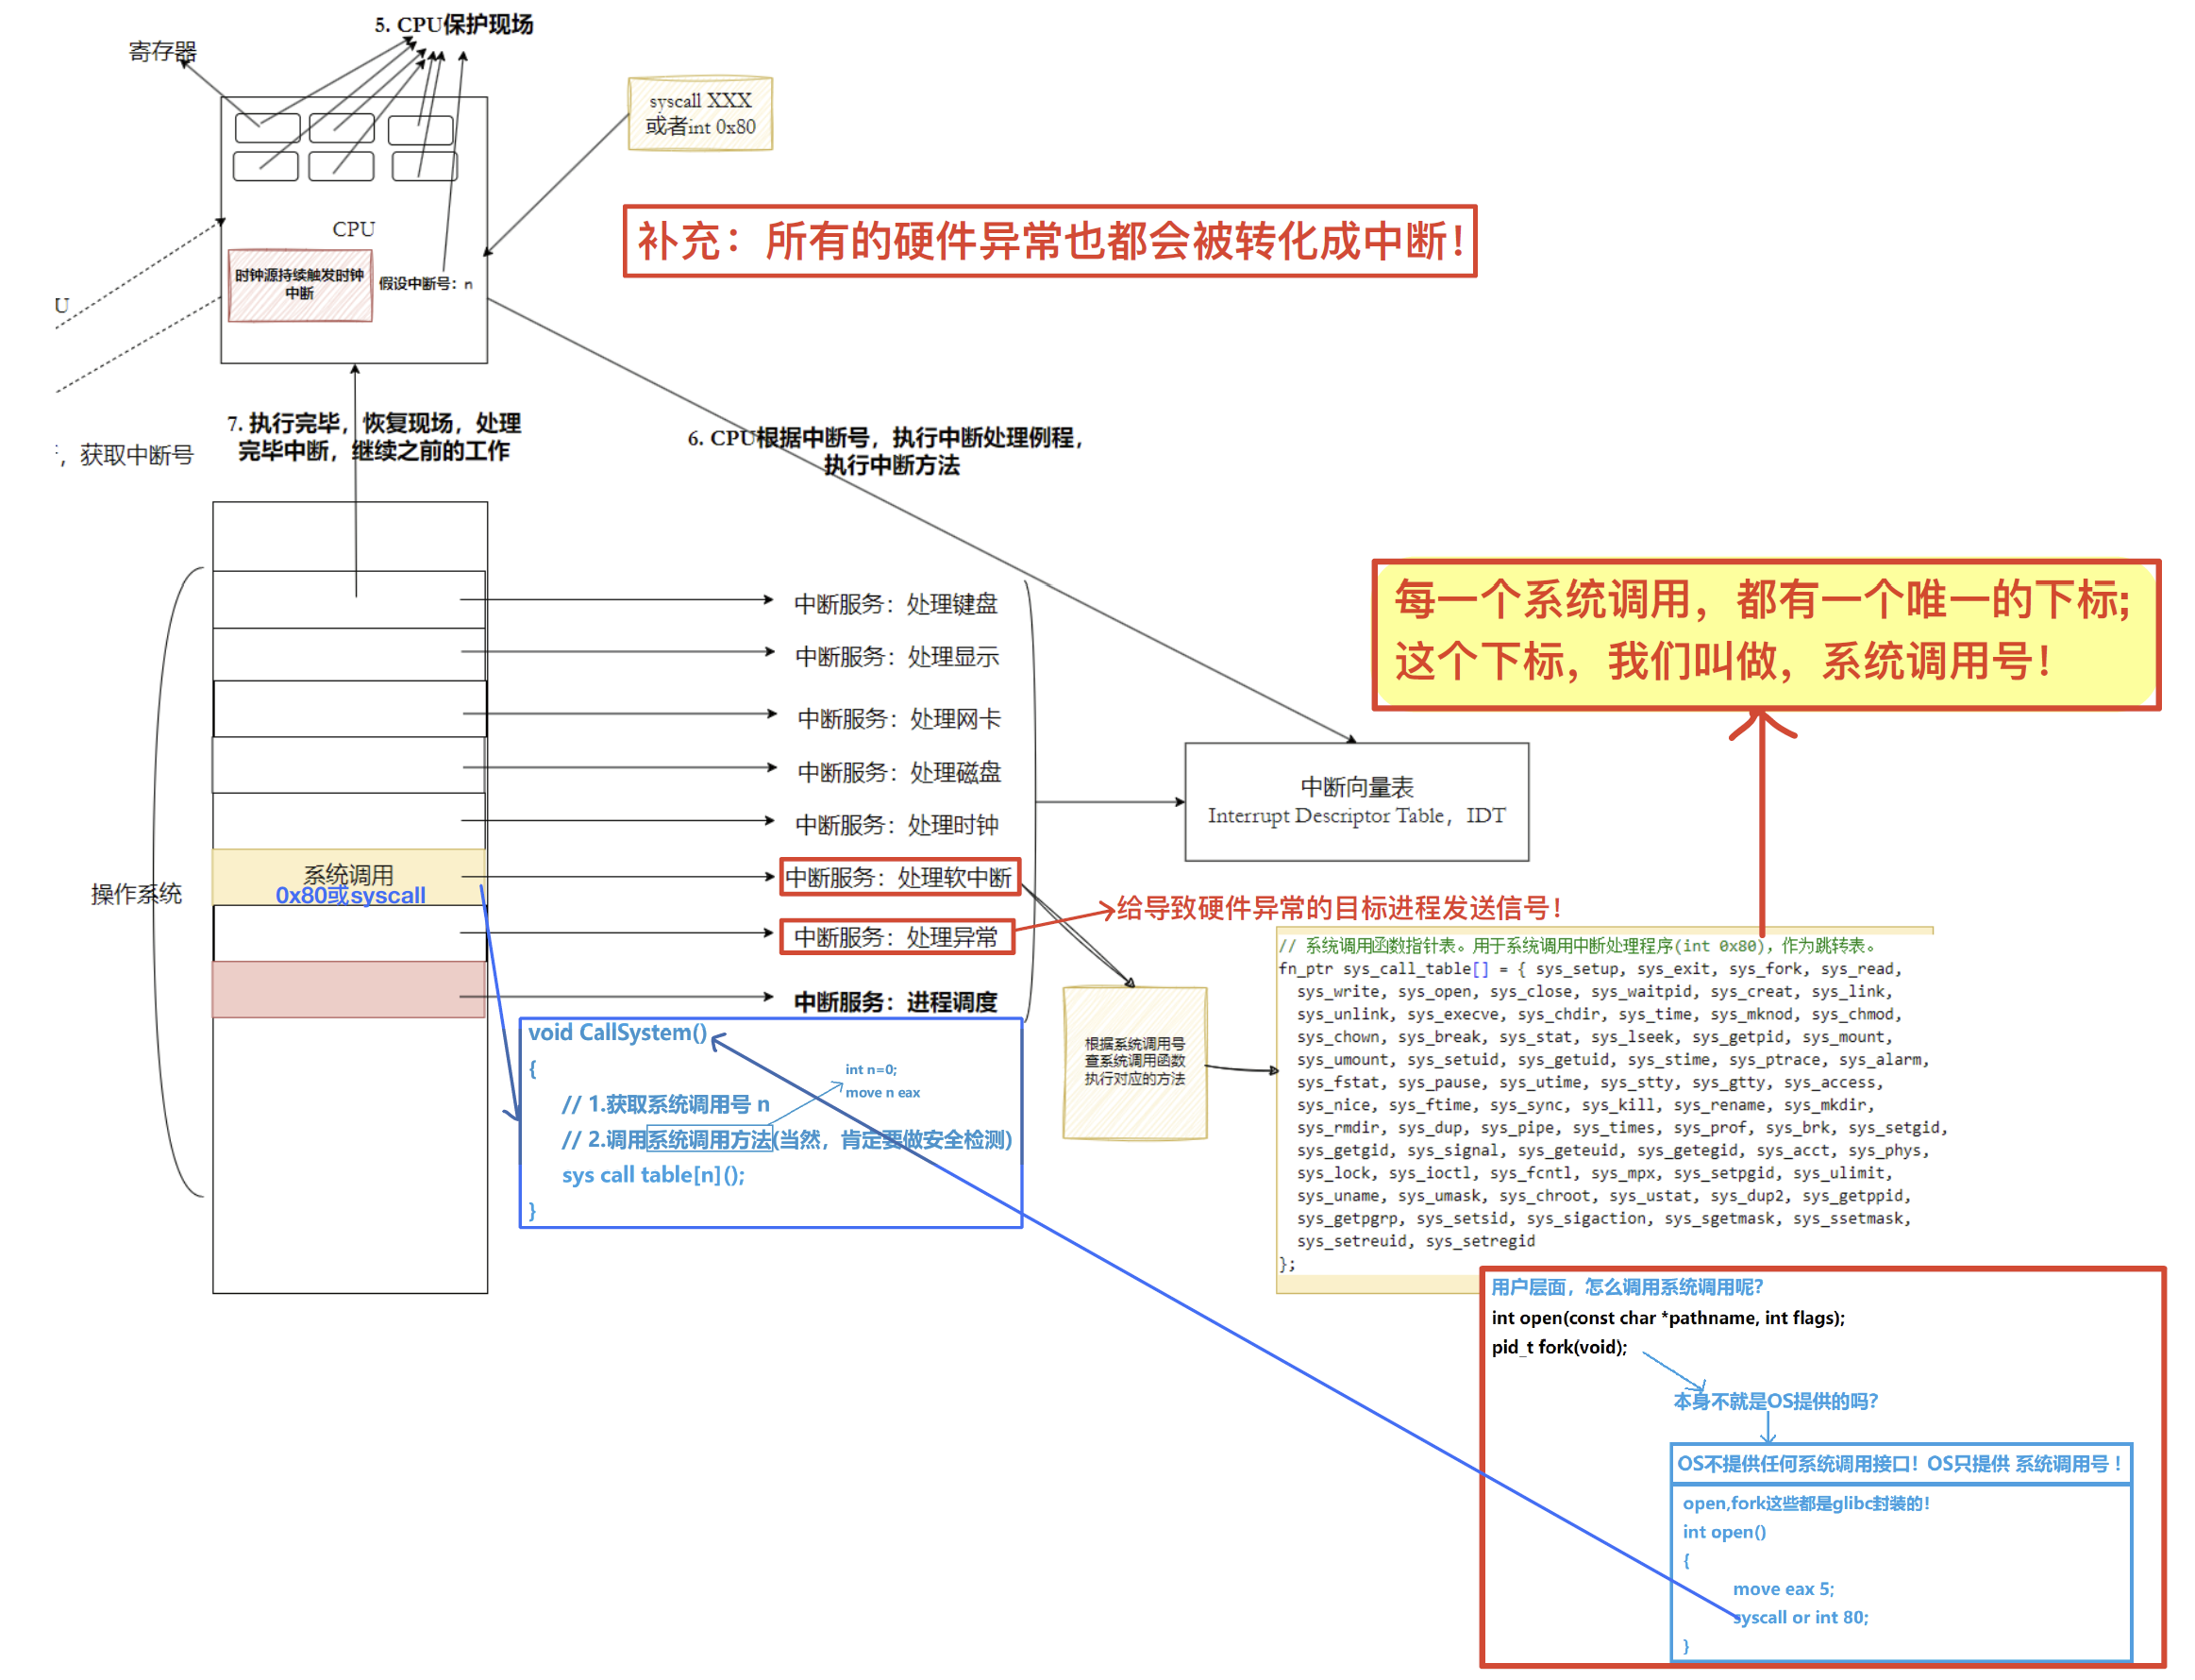 5. CPU保护现场
寄存器
syscall XXX
或者int 0x80
CPU
时钟源持续触发时钟
中断
假设中断号：n
补充：所有的硬件异常也都会被转化成中断！
U
，获取中断号
7. 执行完毕，恢复现场，处理
完毕中断，继续之前的工作
6. CPU根据中断号，执行中断处理例程，
执行中断方法
每一个系统调用，都有一个唯一的下标；
这个下标，我们叫做，系统调用号！
中断服务：处理键盘
中断服务：处理显示
中断服务：处理网卡
中断服务：处理磁盘
中断服务：处理时钟
中断向量表
Interrupt Descriptor Table，IDT
操作系统
系统调用
0x80或syscall
中断服务：处理软中断
中断服务：处理异常
给导致硬件异常的目标进程发送信号！
中断服务：进程调度
void CallSystem()
{
int n=0;
move n eax
// 1.获取系统调用号 n
// 2.调用系统调用方法(当然，肯定要做安全检测)
sys call table[n]();
}
根据系统调用号
查系统调用函数
执行对应的方法
// 系统调用函数指针表。用于系统调用中断处理程序(int 0x80)，作为跳转表。
fn_ptr sys_call_table[] = { sys_setup, sys_exit, sys_fork, sys_read,
sys_write, sys_open, sys_close, sys_waitpid, sys_creat, sys_link,
sys_unlink, sys_execve, sys_chdir, sys_time, sys_mknod, sys_chmod,
sys_chown, sys_break, sys_stat, sys_lseek, sys_getpid, sys_mount,
sys_umount, sys_setuid, sys_getuid, sys_stime, sys_ptrace, sys_alarm,
sys_fstat, sys_pause, sys_utime, sys_stty, sys_gtty, sys_access,
sys_nice, sys_ftime, sys_sync, sys_kill, sys_rename, sys_mkdir,
sys_rmdir, sys_dup, sys_pipe, sys_times, sys_prof, sys_brk, sys_setgid,
sys_getgid, sys_signal, sys_geteuid, sys_getegid, sys_acct, sys_phys,
sys_lock, sys_ioctl, sys_fcntl, sys_mpx, sys_setpgid, sys_ulimit,
sys_uname, sys_umask, sys_chroot, sys_ustat, sys_dup2, sys_getppid,
sys_getpgrp, sys_setsid, sys_sigaction, sys_sgetmask, sys_ssetmask,
sys_setreuid, sys_setregid
};
用户层面，怎么调用系统调用呢？
int open(const char *pathname, int flags);
pid_t fork(void);
本身不就是OS提供的吗？
OS不提供任何系统调用接口！OS只提供 系统调用号！
open,fork这些都是glibc封装的！
int open()
{
move eax 5;
syscall or int 80;
}